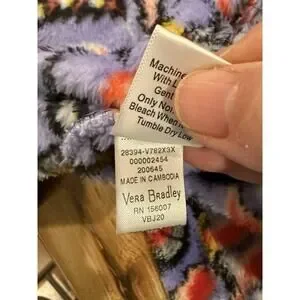 Machine
With L
Gent
Only Non
Bleach When N
Tumble Dry Low
28394-V782X3X
000002454
200645
MADE IN CAMBODIA
Vera Bradley
RN 156007
VBJ20